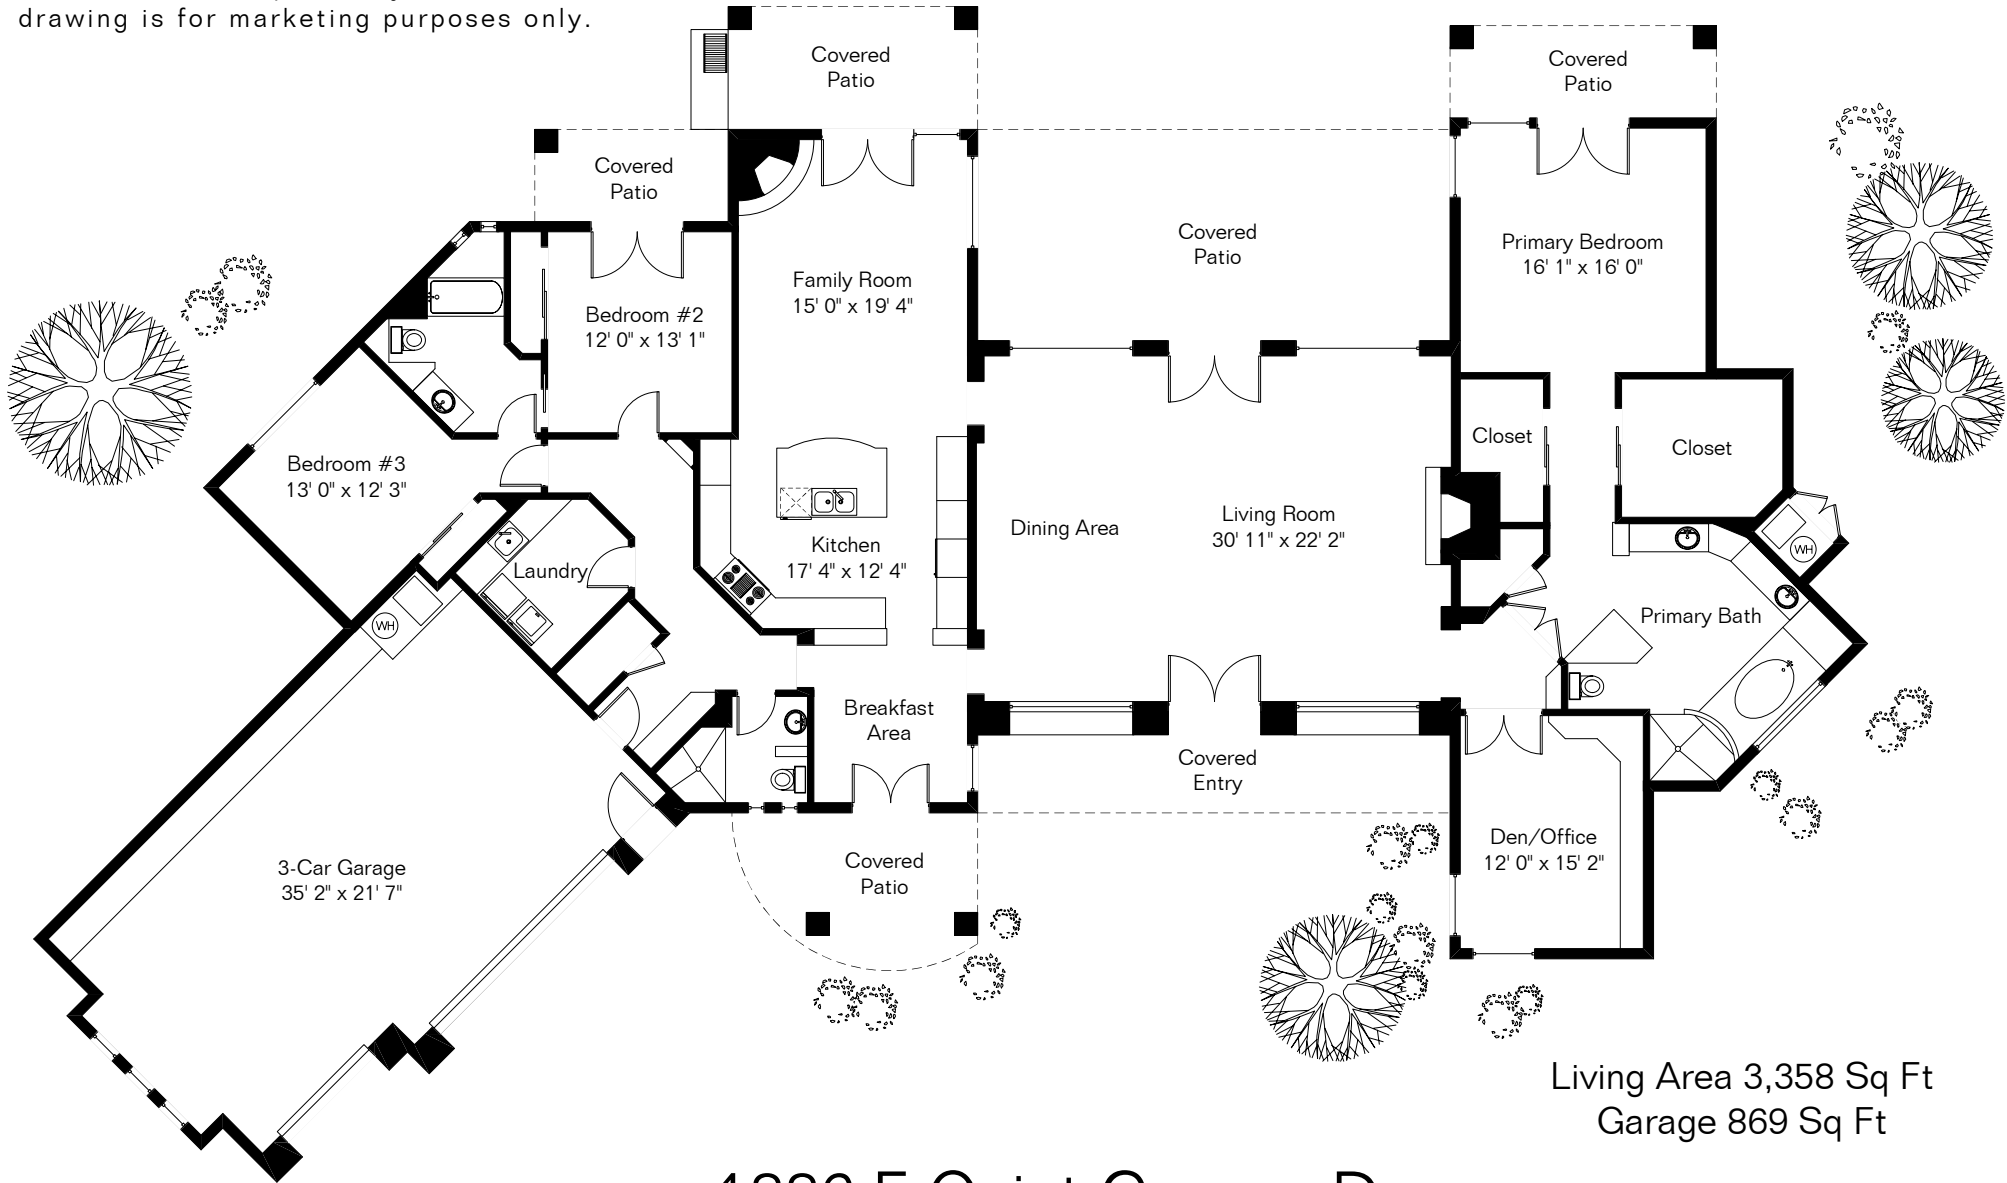 drawing is for marketing purposes only.
Covered
Patio
Covered
Patio
Covered
Patio
Covered
Patio
Primary Bedroom
16' 1" x 16' 0"
Family Room
15' 0" x 19' 4"
Bedroom #2
12' 0" x 13' 1"
Bedroom #3
13' 0" x 12' 3"
Closet
Closet
Dining Area
Living Room
30' 11" x 22' 2"
Kitchen
17' 4" x 12' 4"
Laundry
WH
WH
Primary Bath
Breakfast
Area
Covered
Entry
Den/Office
12' 0" x 15' 2"
3-Car Garage
35' 2" x 21' 7"
Covered
Patio
Living Area 3,358 Sq Ft
Garage 869 Sq Ft